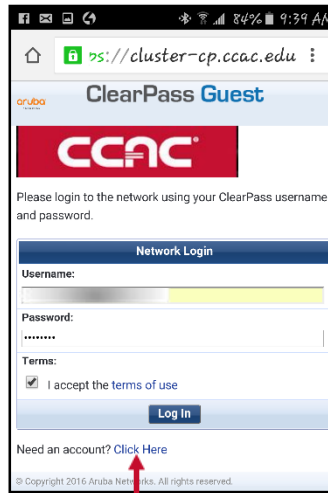 84% 9:39 AM
ps://cluster-cp.ccac.edu
aruba
ClearPass Guest
CCAC
Please login to the network using your ClearPass username
and password.
Network Login
Username:
Password:
••••••••
Terms:
I accept the terms of use
Log In
Need an account? Click Here
© Copyright 2016 Aruba Networks. All rights reserved.